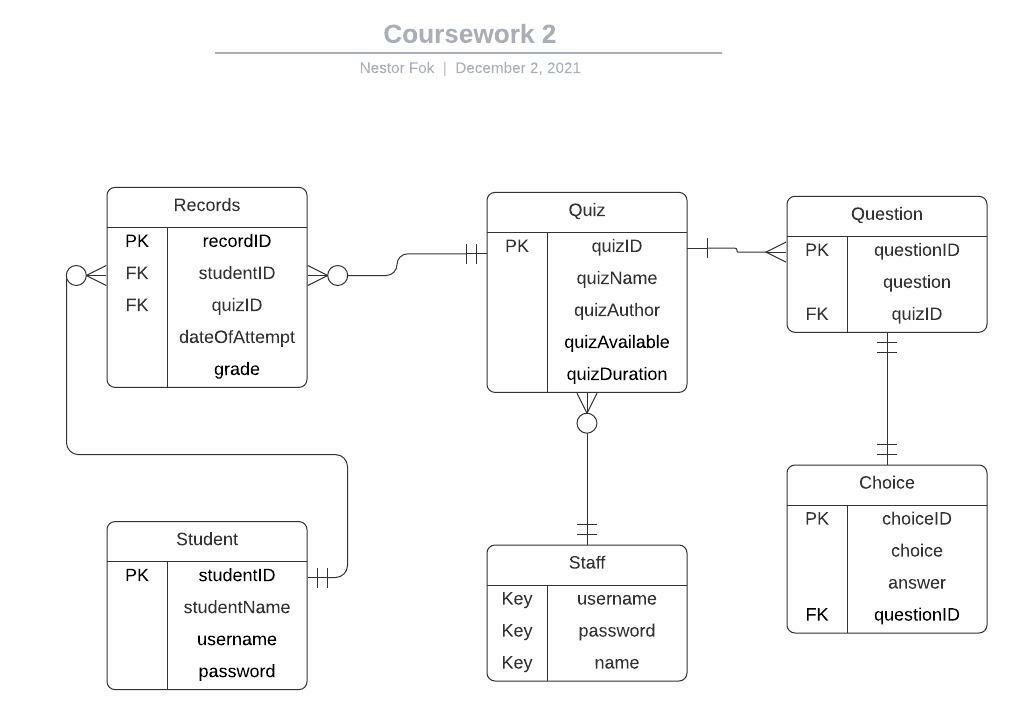 Coursework 2
Nestor Fok | December 2, 2021
Records
PK recordID
FK studentID
FK quizID
dateOfAttempt
grade
Quiz
PK quizID
quizName
quizAuthor
quizAvailable
quizDuration
Question
PK questionID
question
FK quizID
Student
PK studentID
studentName
username
password
Staff
Key username
Key password
Key name
Choice
PK choiceID
choice
answer
FK questionID